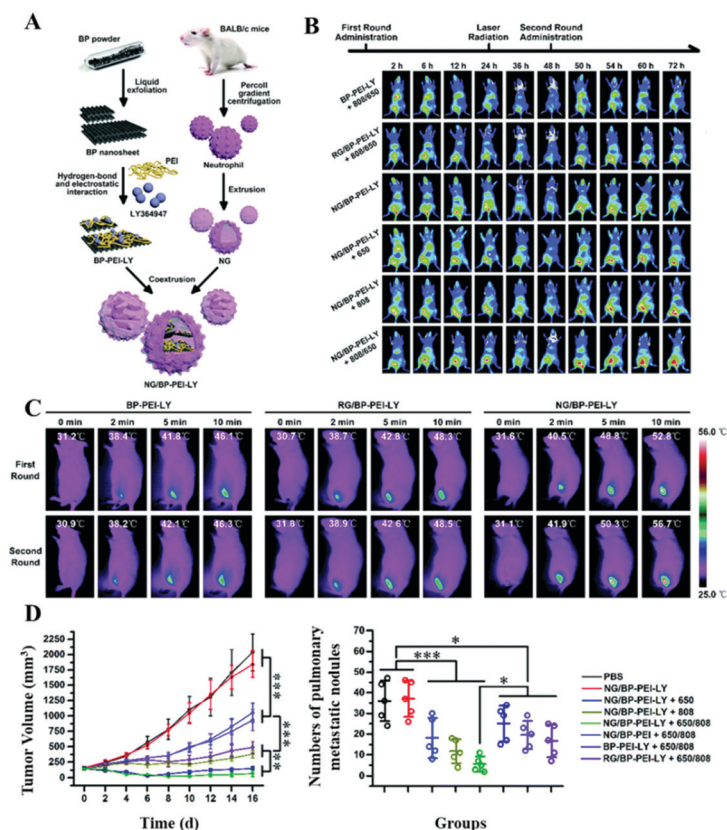 A
BP powder
BALB/c mice
Liquid
exfoliation
Percoll
gradient
centrifugation
BP nanosheet
Neutrophil
PEI
Hydrogen-bond
and electrostatic
interaction
Extrusion
LY364947
NG
BP-PEI-LY
Coextrusion
NG/BP-PEI-LY
B
First Round
Administration
Laser
Radiation
Second Round
Administration
2 h 6 h 12 h 24 h 36 h 48 h 50 h 54 h 60 h 72 h
BP-PEI-LY
+ 808/650
RG/BP-PEI-LY
+ 808/650
NG/BP-PEI-LY
NG/BP-PEI-LY
+ 650
NG/BP-PEI-LY
+ 808
NG/BP-PEI-LY
+ 808/650
C
BP-PEI-LY RG/BP-PEI-LY NG/BP-PEI-LY
0 min 2 min 5 min 10 min 0 min 2 min 5 min 10 min 0 min 2 min 5 min 10 min
First
Round
31.2℃ 38.4℃ 41.8℃ 46.1℃ 30.7℃ 38.7℃ 42.8℃ 48.3℃ 31.6℃ 40.5℃ 48.8℃ 52.8℃
Second
Round
30.9℃ 38.2℃ 42.1℃ 46.3℃ 31.8℃ 38.9℃ 42.6℃ 48.5℃ 31.1℃ 41.9℃ 50.3℃ 56.7℃
56.0 ℃
25.0 ℃
D
Tumor Volume (mm³)
2250
2000
1750
1500
1250
1000
750
500
250
0
0 2 4 6 8 10 12 14 16
Time (d)
***
***
**
Numbers of pulmonary
metastatic nodules
70
60
50
40
30
20
10
0
*
***
*
Groups
PBS
NG/BP-PEI-LY
NG/BP-PEI-LY + 650
NG/BP-PEI-LY + 808
NG/BP-PEI-LY + 650/808
NG/BP-PEI + 650/808
BP-PEI-LY + 650/808
RG/BP-PEI-LY + 650/808